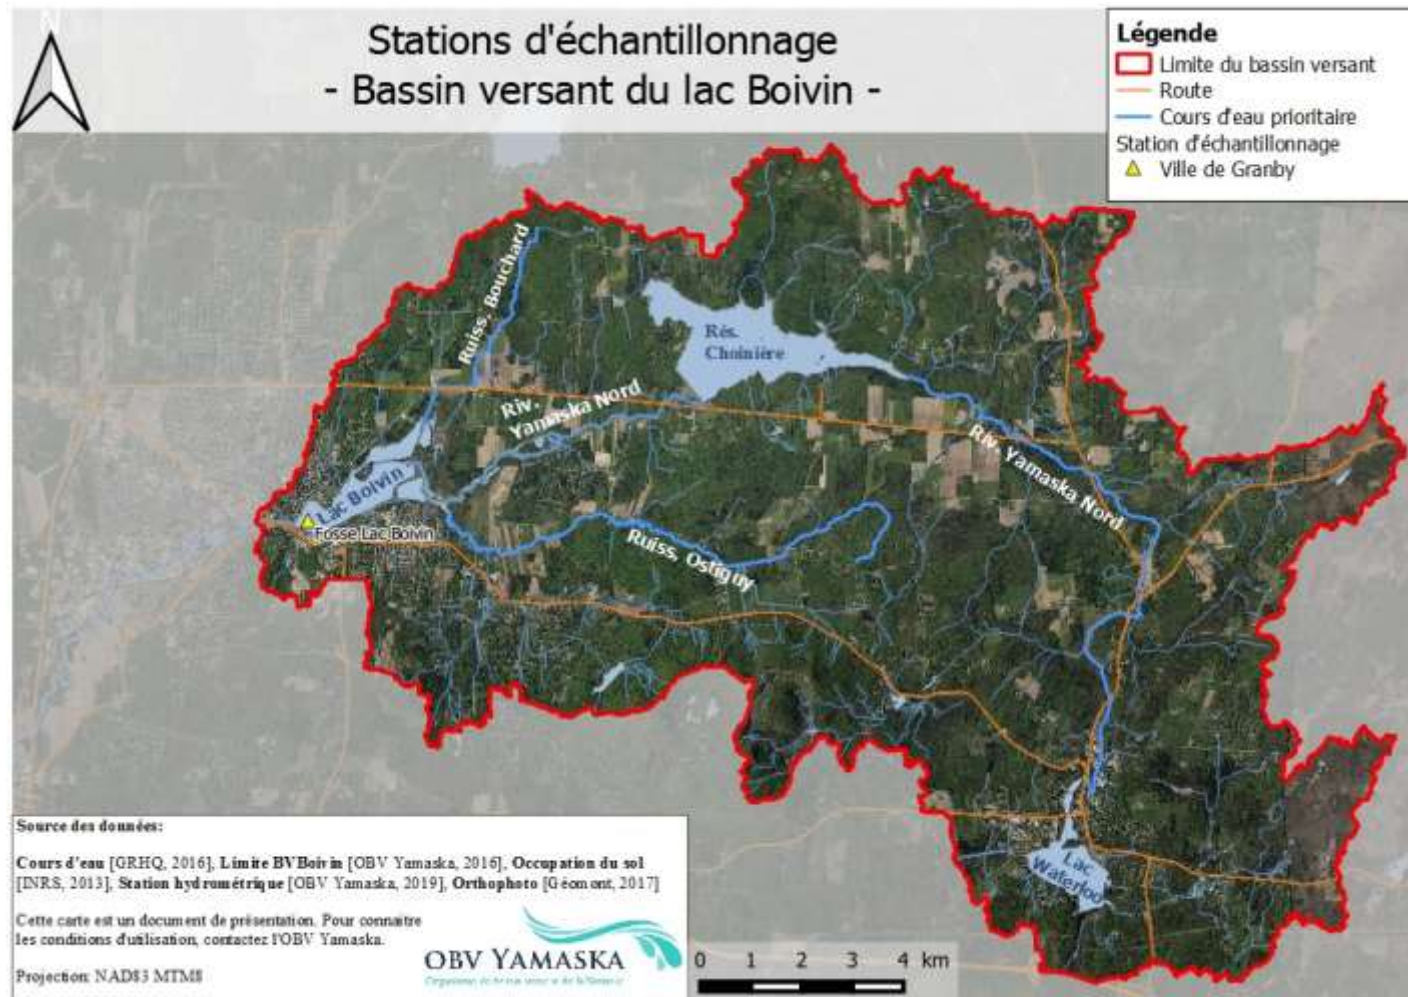 Stations d'échantillonnage
- Bassin versant du lac Boivin -
Légende
Limite du bassin versant
Route
Cours d'eau prioritaire
Station d'échantillonnage
Ville de Granby
Ruiss. Bouchard
Rés.
Choinière
Riv.
Yamaska Nord
Riv. Yamaska Nord
Lac Boivin
Fosse Lac Boivin
Ruiss. Ostiguy
Lac
Waterloo
Source des données:
Cours d'eau [GRHQ, 2016], Limite BVBoivin [OBV Yamaska, 2016], Occupation du sol
[INRS, 2013], Station hydrométrique [OBV Yamaska, 2019], Orthophoto [Géomont, 2017]
Cette carte est un document de présentation. Pour connaitre
les conditions d'utilisation, contactez l'OBV Yamaska.
Projection: NAD83 MTM8
OBV YAMASKA
0 1 2 3 4 km